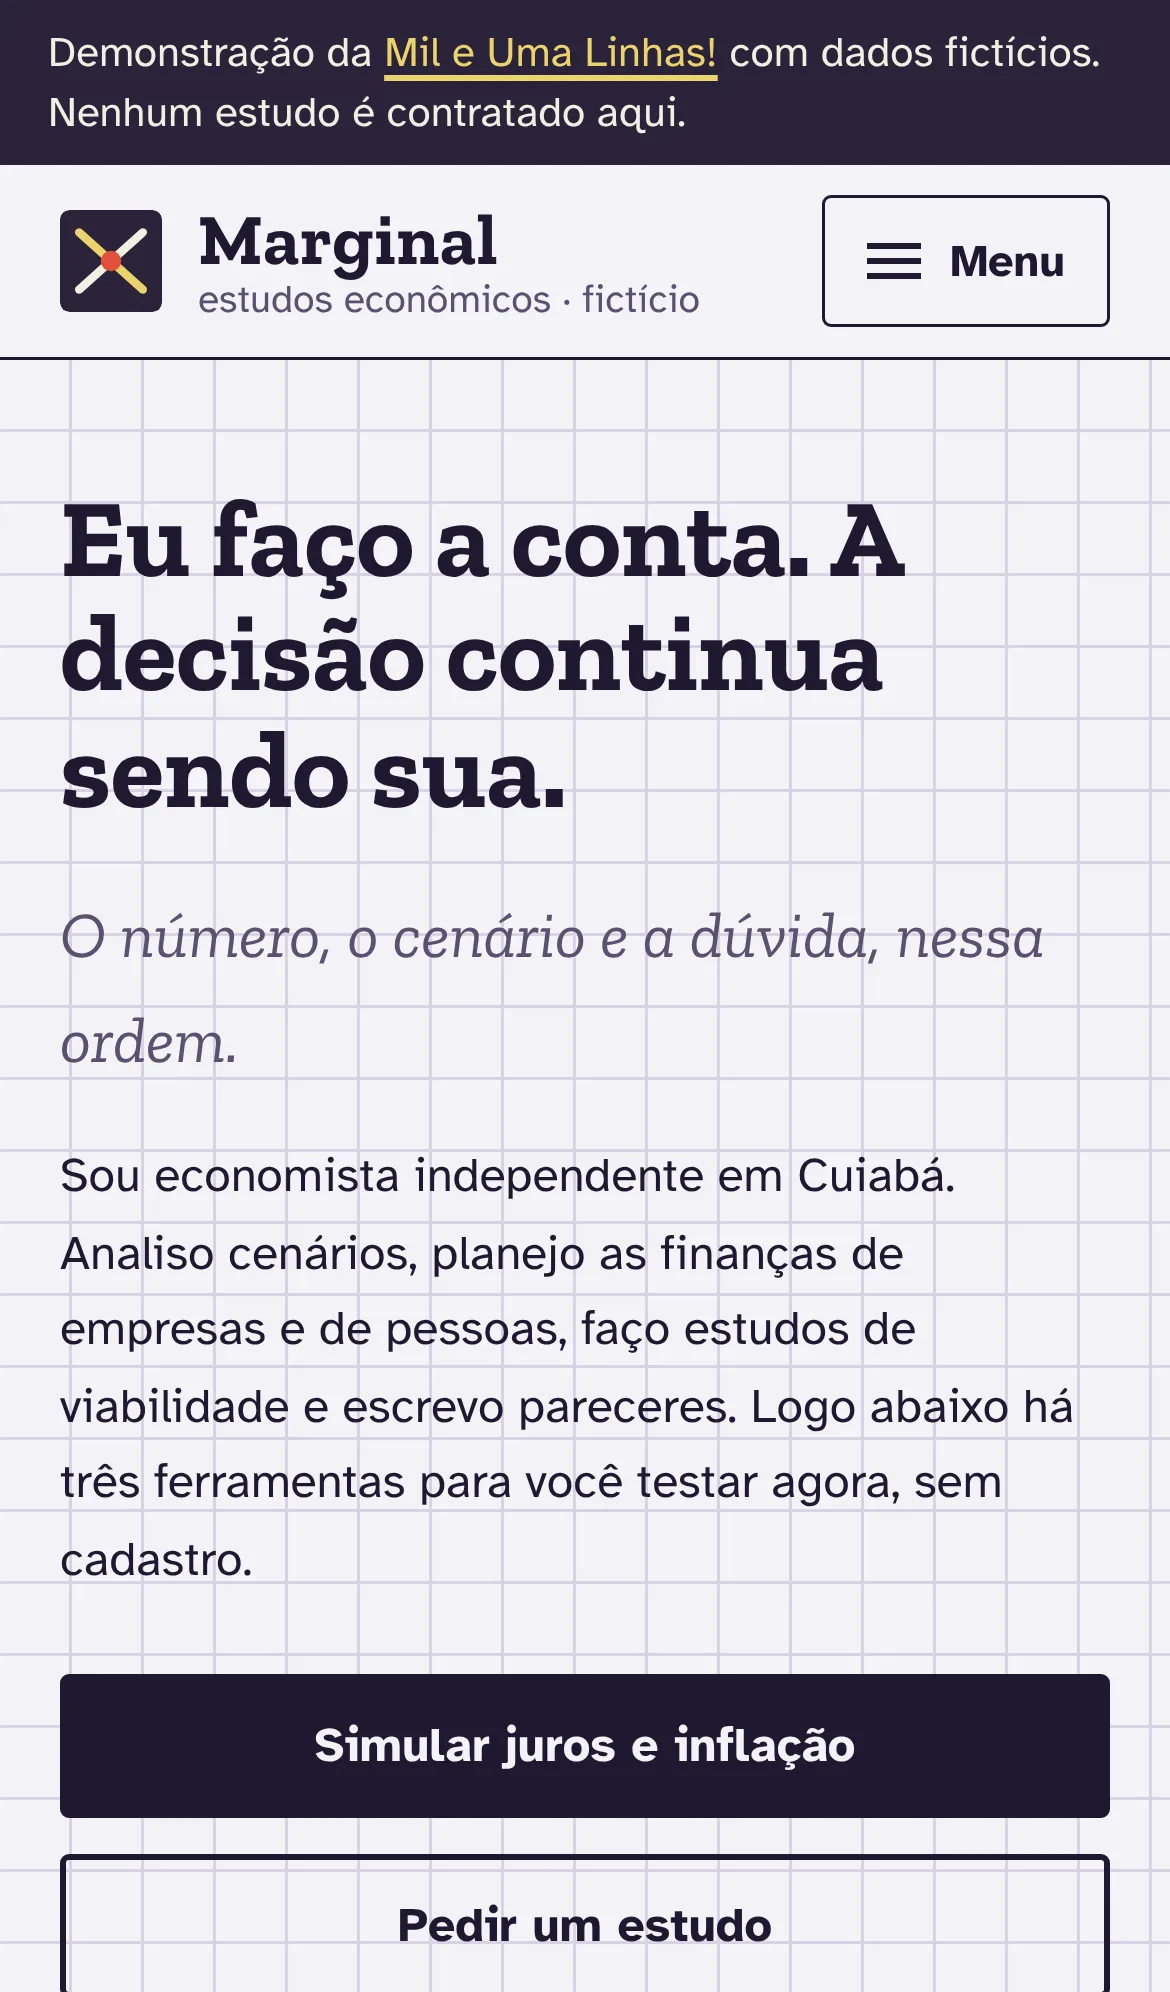 Demonstração da Mil e Uma Linhas! com dados fictícios.
Nenhum estudo é contratado aqui.
Marginal
estudos econômicos · fictício
Menu
Eu faço a conta. A
decisão continua
sendo sua.
O número, o cenário e a dúvida, nessa
ordem.
Sou economista independente em Cuiabá.
Analiso cenários, planejo as finanças de
empresas e de pessoas, faço estudos de
viabilidade e escrevo pareceres. Logo abaixo há
três ferramentas para você testar agora, sem
cadastro.
Simular juros e inflação
Pedir um estudo